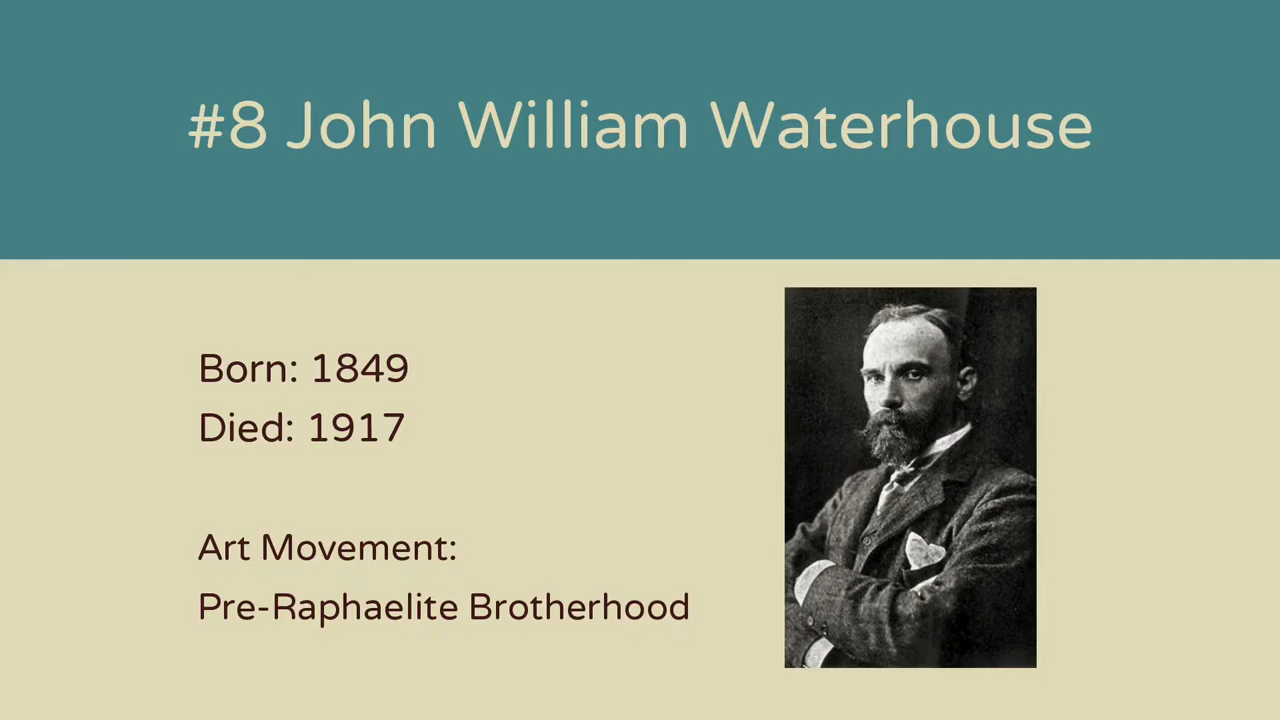 #8 John William Waterhouse
Born: 1849
Died: 1917
Art Movement:
Pre-Raphaelite Brotherhood